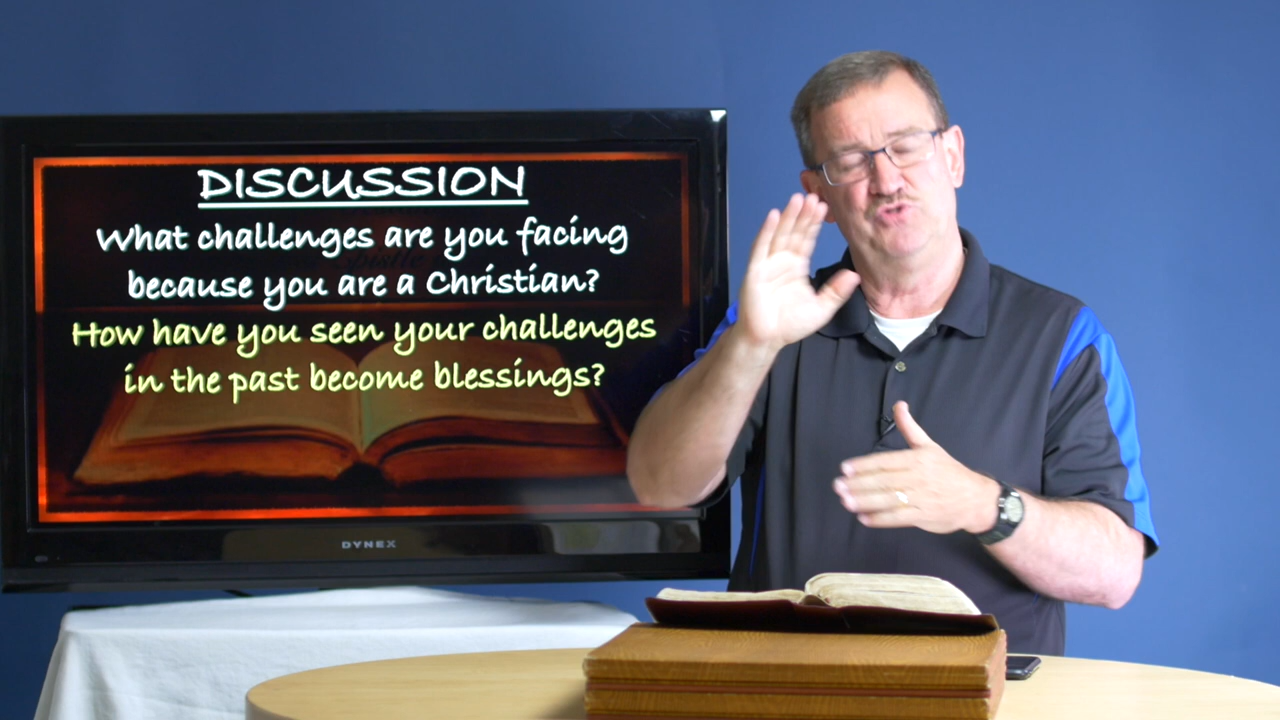 DISCUSSION
What challenges are you facing
because you are a Christian?
How have you seen your challenges
in the past become blessings?
DYNEX